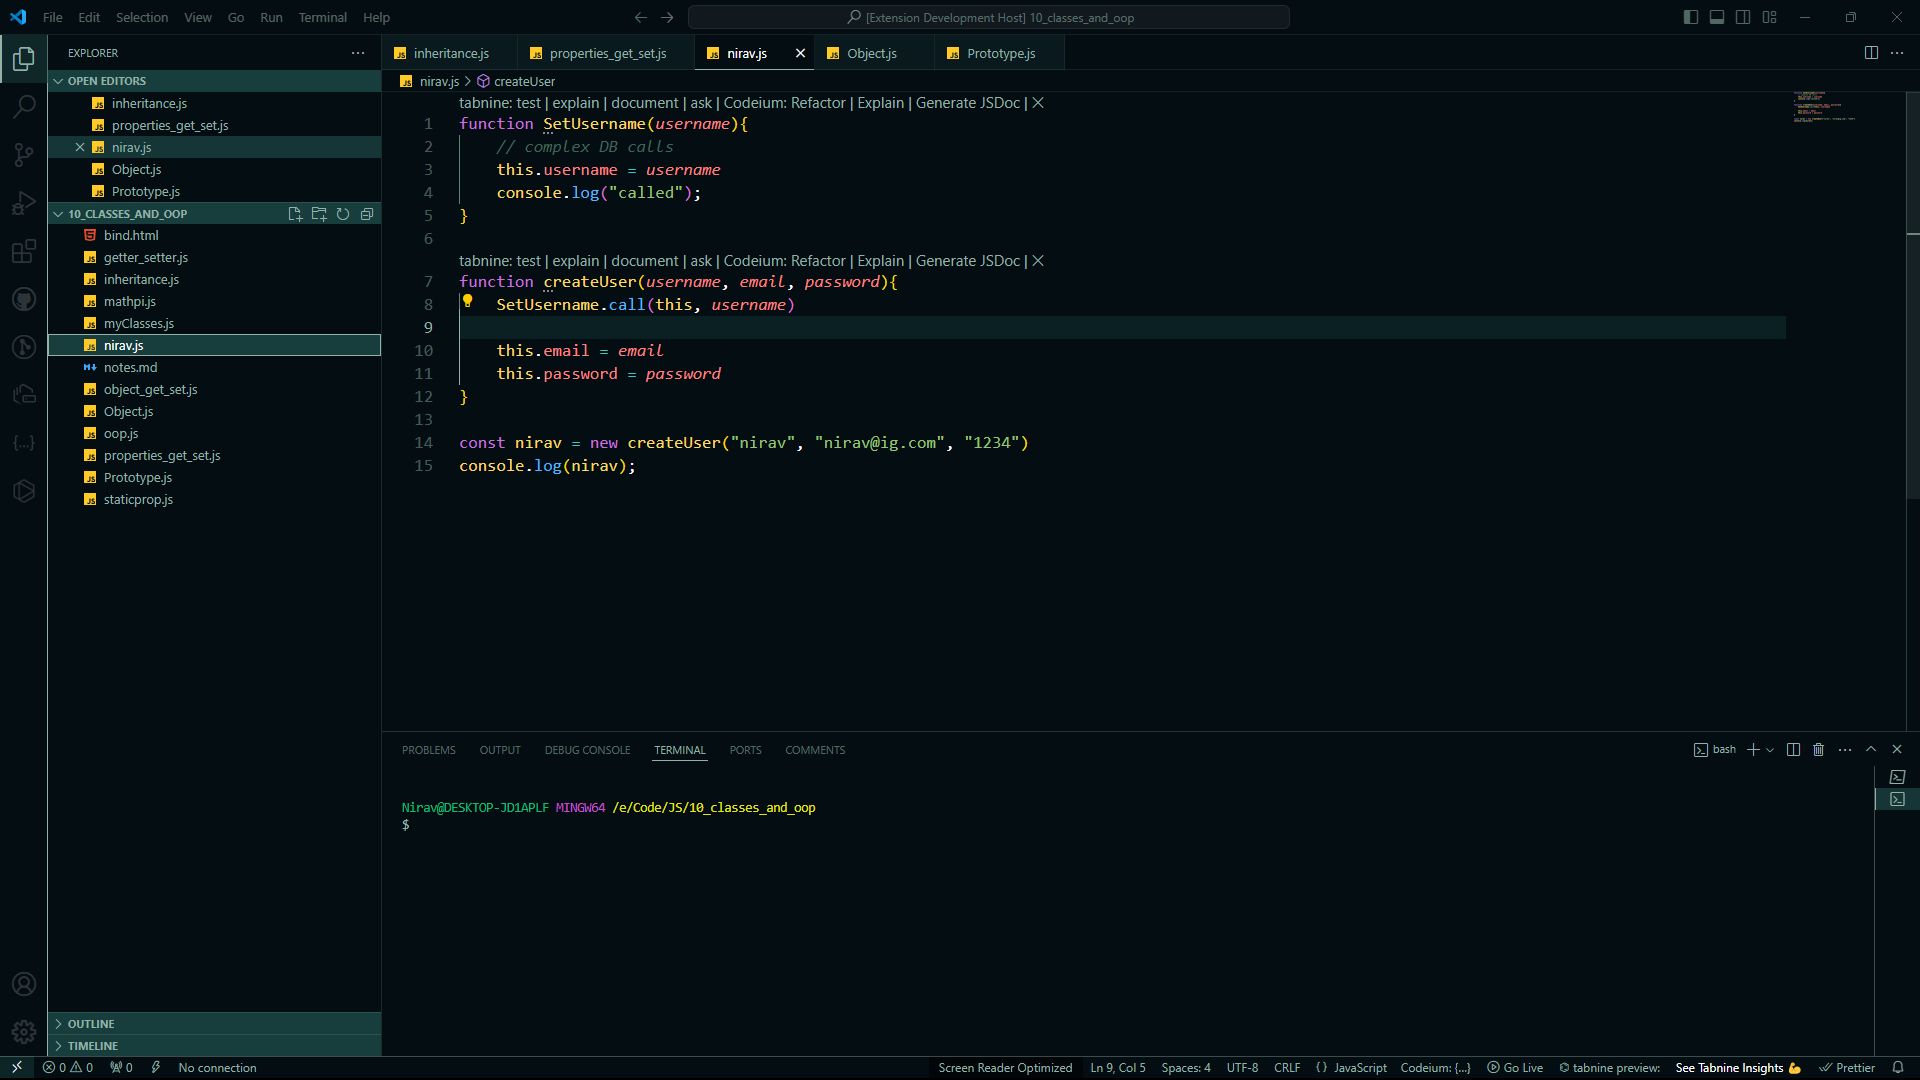 File Edit Selection View Go Run Terminal Help
[Extension Development Host] 10_classes_and_oop
EXPLORER
OPEN EDITORS
inheritance.js
properties_get_set.js
nirav.js
Object.js
Prototype.js
10_CLASSES_AND_OOP
bind.html
getter_setter.js
inheritance.js
mathpi.js
myClasses.js
nirav.js
notes.md
object_get_set.js
Object.js
oop.js
properties_get_set.js
Prototype.js
staticprop.js
OUTLINE
TIMELINE
inheritance.js properties_get_set.js nirav.js Object.js Prototype.js
nirav.js > createUser
tabnine: test | explain | document | ask | Codeium: Refactor | Explain | Generate JSDoc | X
1 function SetUsername(username){
2 // complex DB calls
3 this.username = username
4 console.log("called");
5 }
6
tabnine: test | explain | document | ask | Codeium: Refactor | Explain | Generate JSDoc | X
7 function createUser(username, email, password){
8 SetUsername.call(this, username)
9
10 this.email = email
11 this.password = password
12 }
13
14 const nirav = new createUser("nirav", "nirav@ig.com", "1234")
15 console.log(nirav);
PROBLEMS OUTPUT DEBUG CONSOLE TERMINAL PORTS COMMENTS
bash
Nirav@DESKTOP-JD1APLF MINGW64 /e/Code/JS/10_classes_and_oop
$
0 0 0 No connection
Screen Reader Optimized Ln 9, Col 5 Spaces: 4 UTF-8 CRLF {} JavaScript Codeium: {...} Go Live tabnine preview: See Tabnine Insights 💪 Prettier